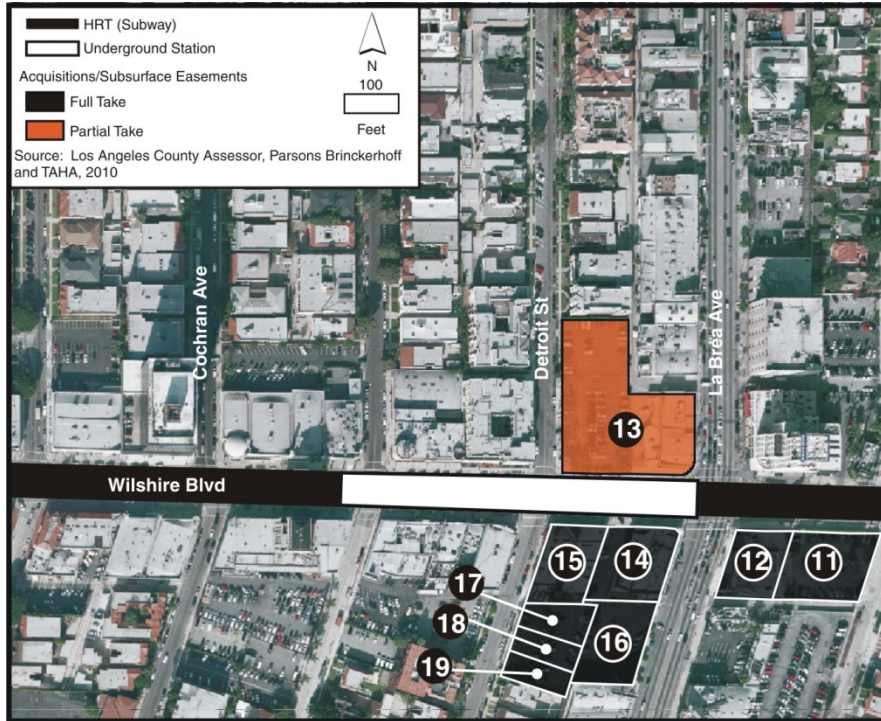 HRT (Subway)
Underground Station
Acquisitions/Subsurface Easements
Full Take
Partial Take
Source: Los Angeles County Assessor, Parsons Brinckerhoff
and TAHA, 2010
N
100
Feet
Cochran Ave
Detroit St
La Brea Ave
13
Wilshire Blvd
15
14
12
11
17
18
16
19